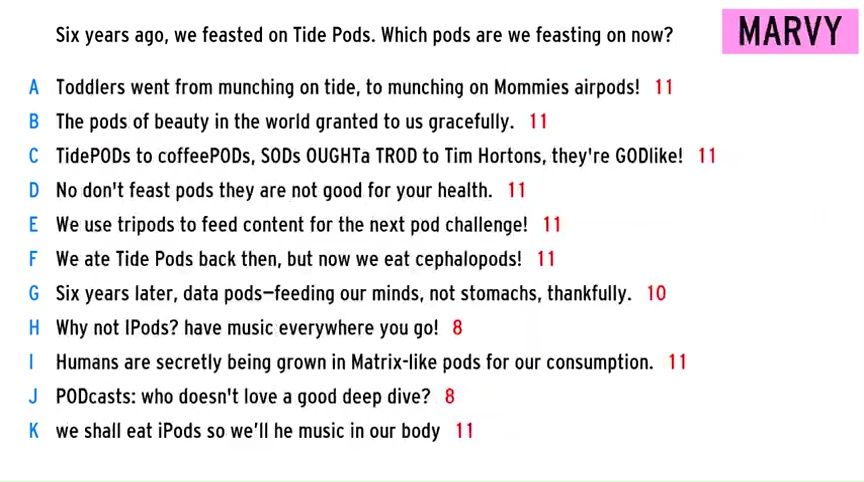 Six years ago, we feasted on Tide Pods. Which pods are we feasting on now?
MARVY
A Toddlers went from munching on tide, to munching on Mommies airpods! 11
B The pods of beauty in the world granted to us gracefully. 11
C TidePODs to coffeePODs, SODs OUGHTa TROD to Tim Hortons, they're GODlike! 11
D No don't feast pods they are not good for your health. 11
E We use tripods to feed content for the next pod challenge! 11
F We ate Tide Pods back then, but now we eat cephalopods! 11
G Six years later, data pods—feeding our minds, not stomachs, thankfully. 10
H Why not IPods? have music everywhere you go! 8
I Humans are secretly being grown in Matrix-like pods for our consumption. 11
J PODcasts: who doesn't love a good deep dive? 8
K we shall eat iPods so we'll he music in our body 11